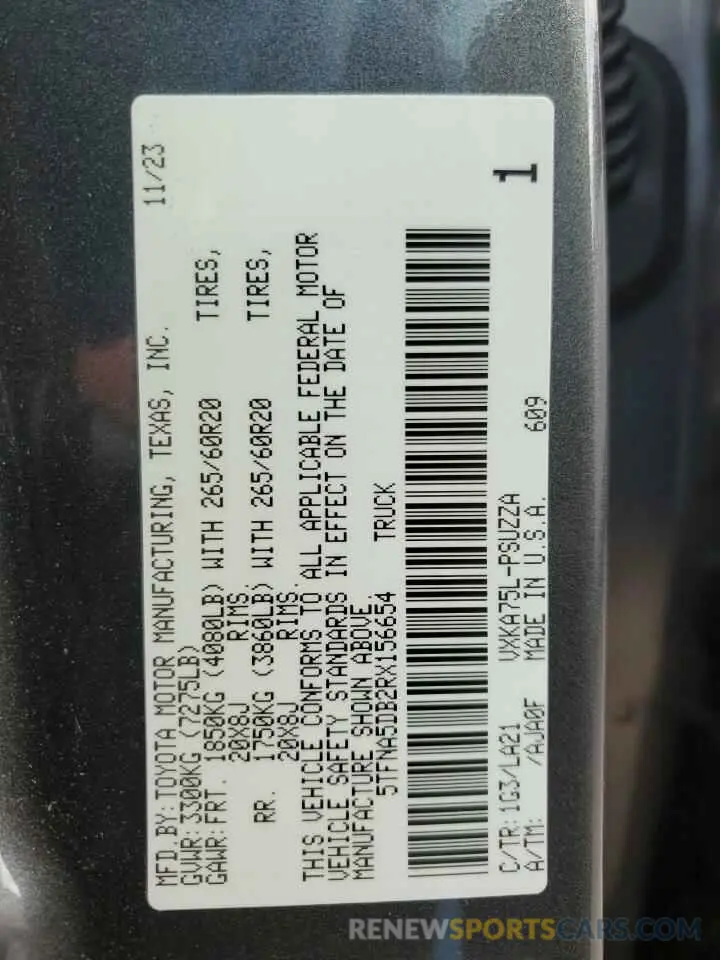 MFD.BY: TOYOTA MOTOR MANUFACTURING, TEXAS, INC. 11/23
GVWR: 3300KG (7275LB)
GAWR: FRT. 1850KG (4080LB) WITH 265/60R20 TIRES,
20X8J RIMS.
RR. 1750KG (3860LB) WITH 265/60R20 TIRES,
20X8J RIMS.
THIS VEHICLE CONFORMS TO ALL APPLICABLE FEDERAL MOTOR
VEHICLE SAFETY STANDARDS IN EFFECT ON THE DATE OF
MANUFACTURE SHOWN ABOVE.
5TFNA5DB2RX156654 TRUCK
1
C/TR: 1G3/LA21 VXKA75L-PSUZZA 609
A/TM: /AJA0F MADE IN U.S.A.
RENEWSPORTSCARS.COM